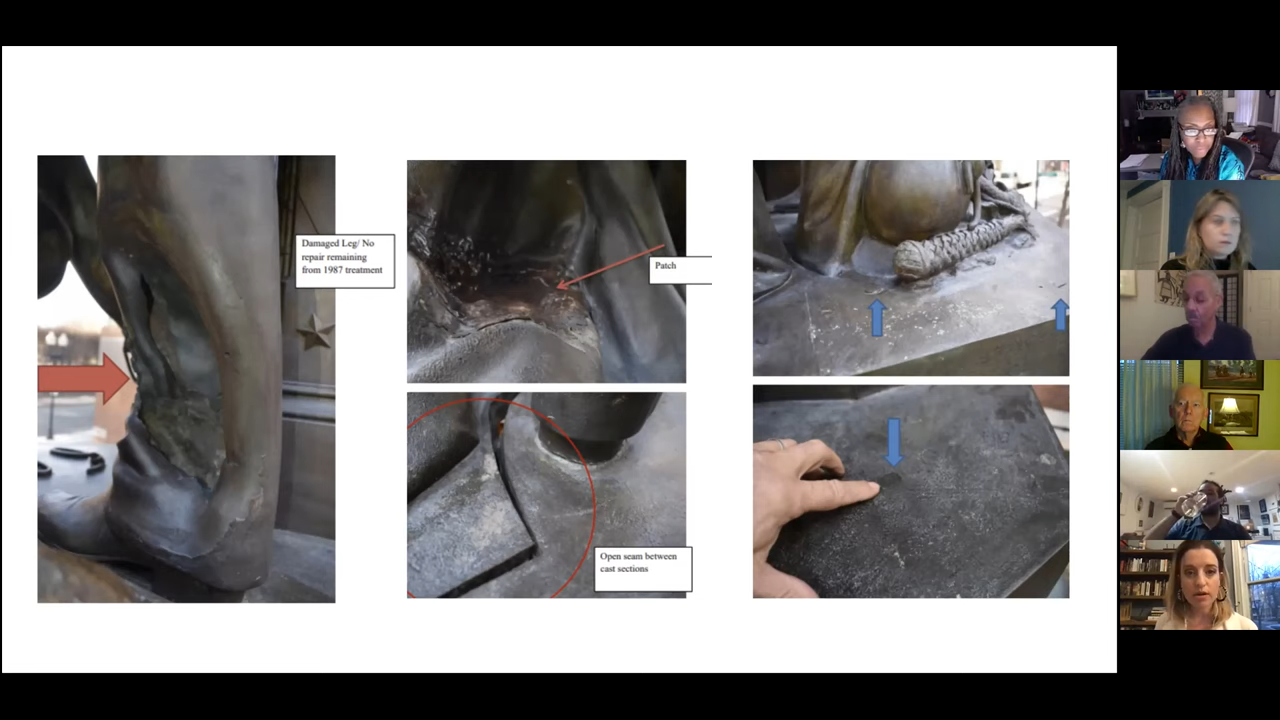 Damaged Leg/ No
repair remaining
from 1987 treatment
Patch
Open seam between
cast sections